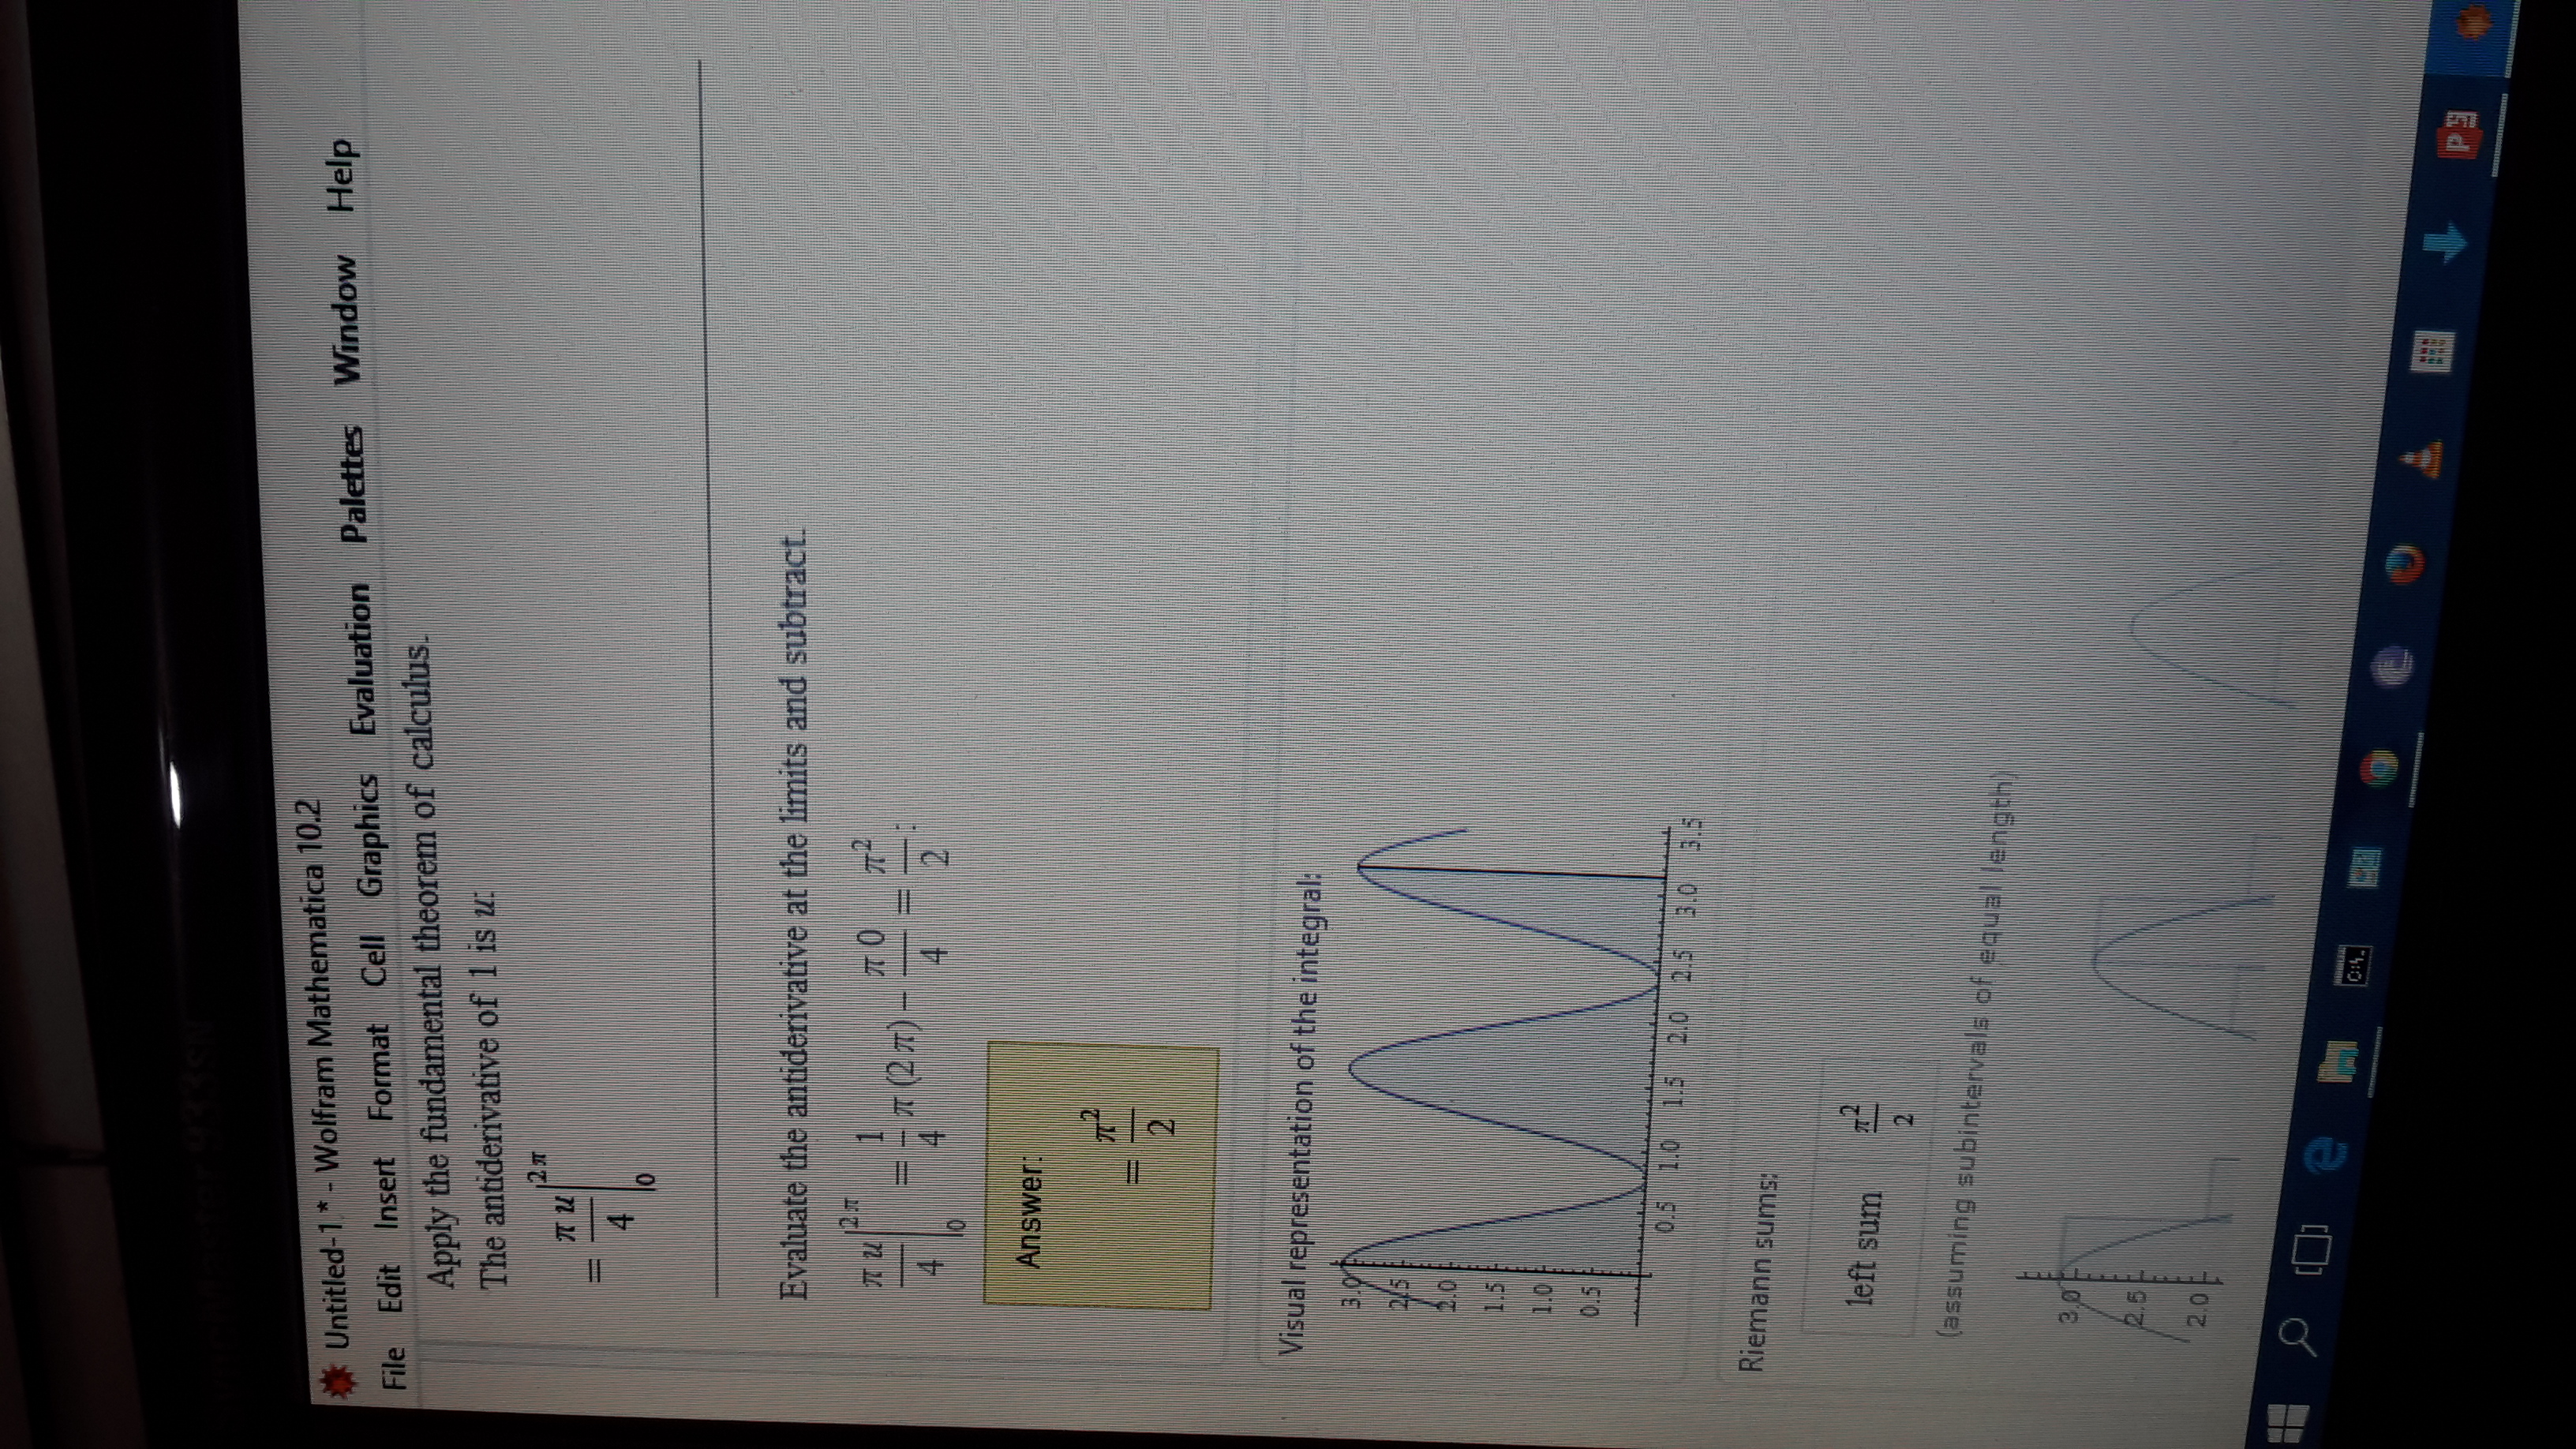 Untitled-1 * - Wolfram Mathematica 10.2
File Edit Insert Format Cell Graphics Evaluation Palettes Window Help
Apply the fundamental theorem of calculus.
The antiderivative of 1 is u:
= π u / 4 |₀^2π
Evaluate the antiderivative at the limits and subtract.
π u / 4 |₀^2π = 1/4 π (2 π) – π 0 / 4 = π² / 2 :
Answer:
= π² / 2
Visual representation of the integral:
3.0
2.5
2.0
1.5
1.0
0.5
0.5 1.0 1.5 2.0 2.5 3.0 3.5
Riemann sums:
left sum π² / 2
(assuming subintervals of equal length)
3.0
2.5
2.0